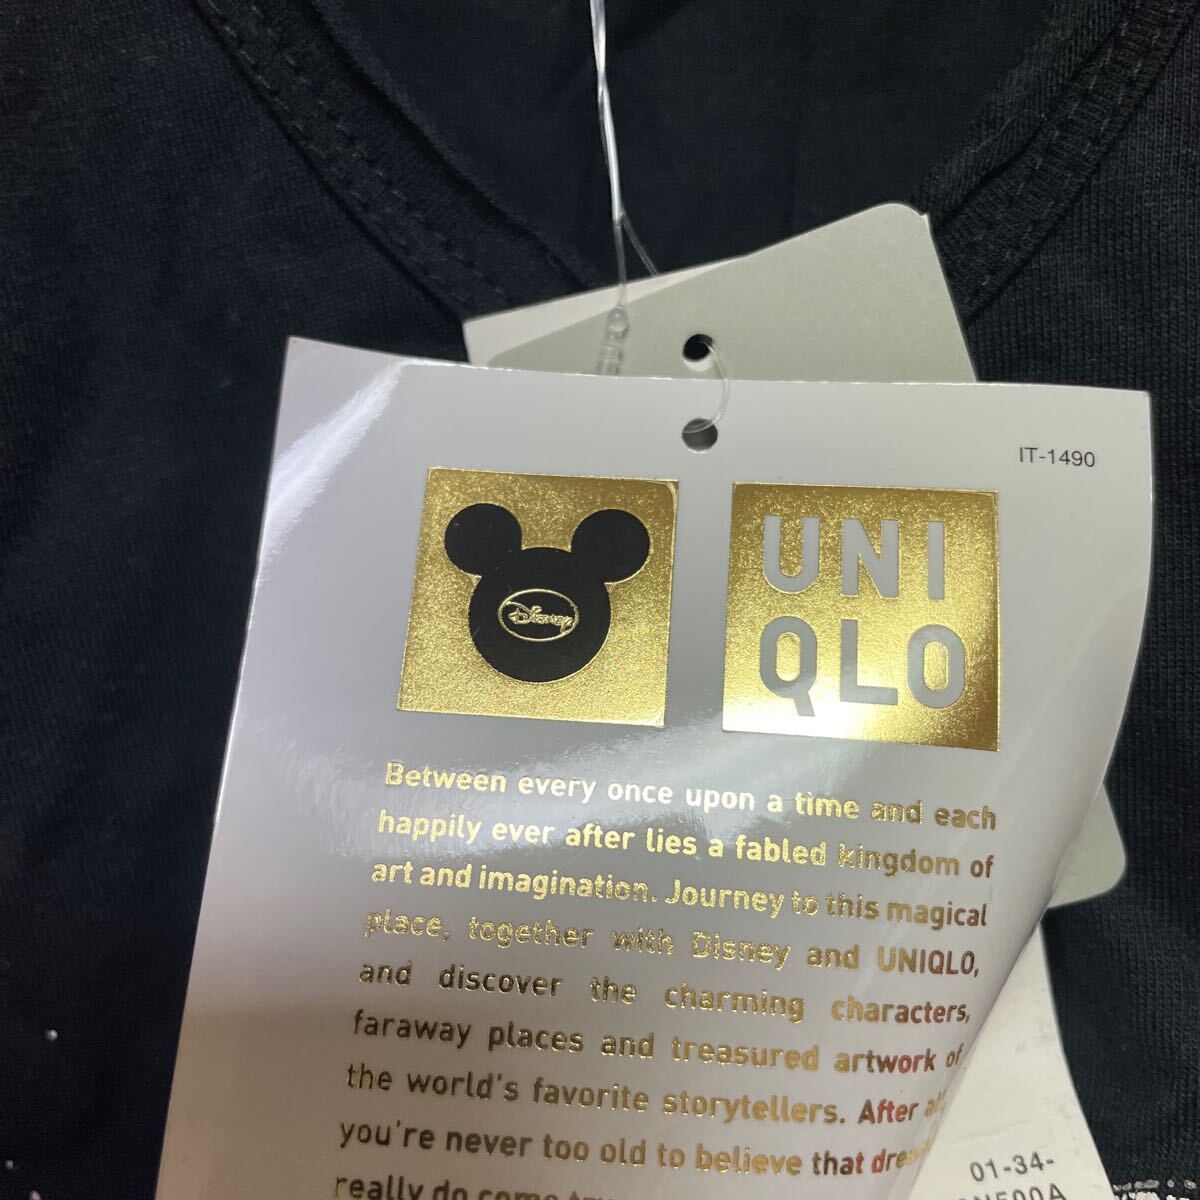 IT-1490
Disney
UNI
QLO
Between every once upon a time and each
happily ever after lies a fabled kingdom of
art and imagination. Journey to this magical
place, together with Disney and UNIQLO,
and discover the charming characters,
faraway places and treasured artwork of
the world's favorite storytellers. After
you're never too old to believe that
really do come
01-34-